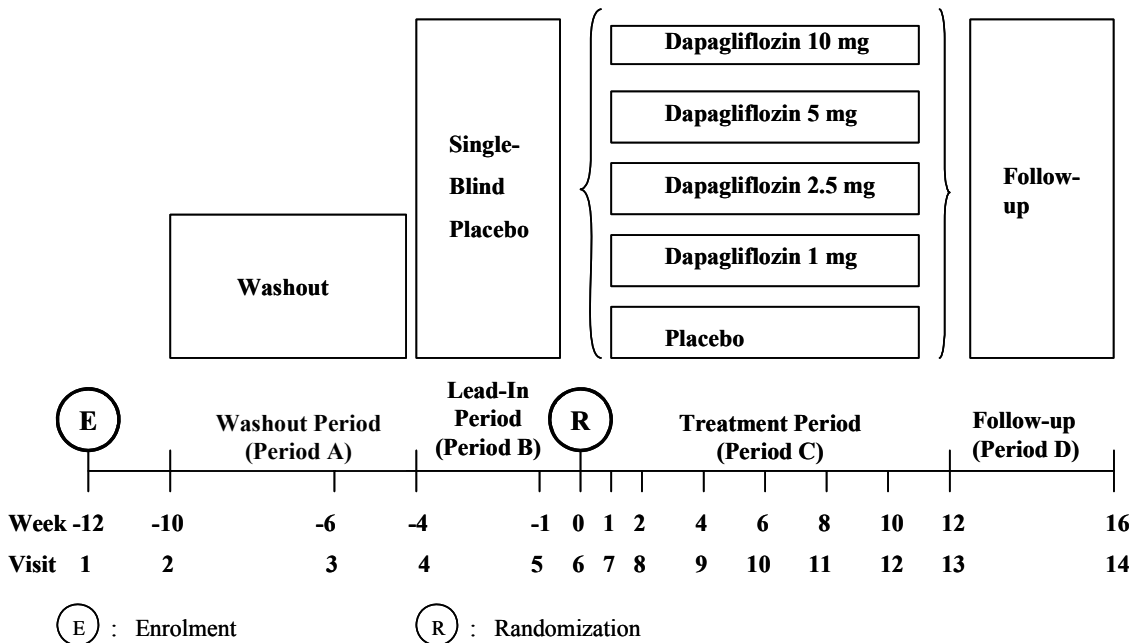 Dapagliflozin 10 mg
Dapagliflozin 5 mg
Single-
Blind
Placebo
Dapagliflozin 2.5 mg
Follow-
up
Dapagliflozin 1 mg
Washout
Placebo
E
Washout Period
(Period A)
Lead-In
Period
(Period B)
R
Treatment Period
(Period C)
Follow-up
(Period D)
Week -12 -10 -6 -4 -1 0 1 2 4 6 8 10 12 16
Visit 1 2 3 4 5 6 7 8 9 10 11 12 13 14
E : Enrolment R : Randomization